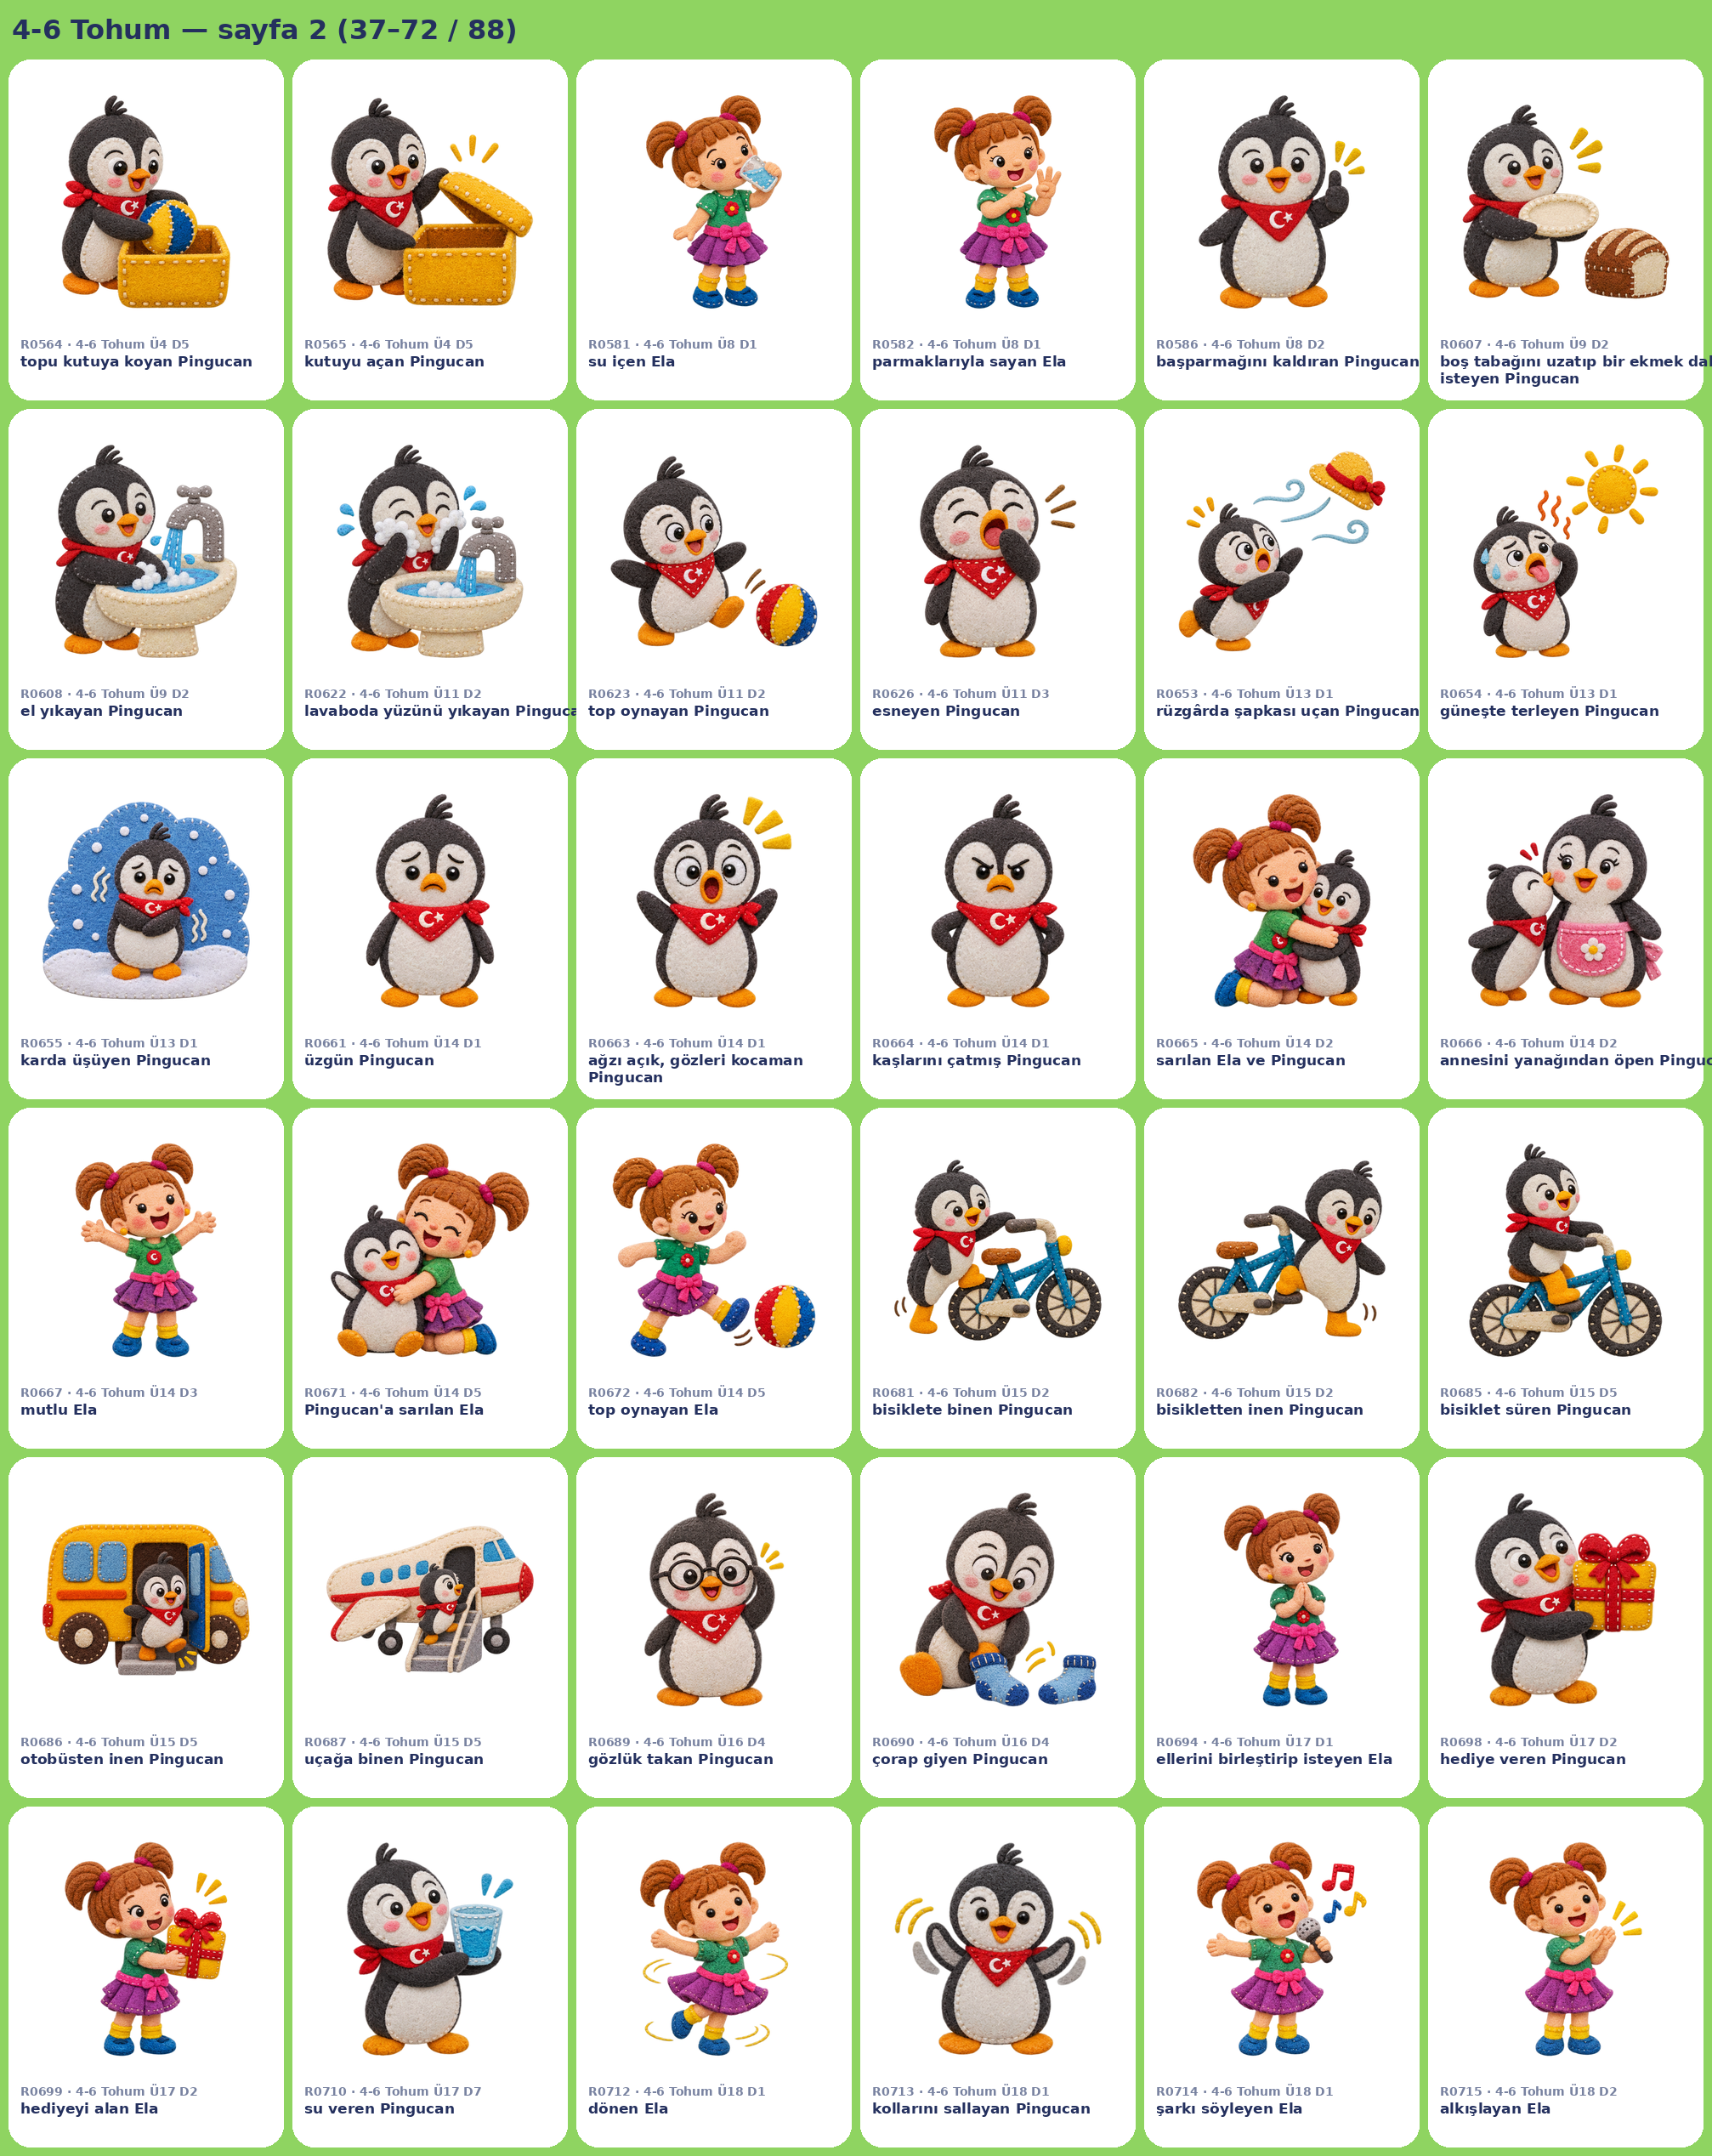 4-6 Tohum — sayfa 2 (37–72 / 88)
R0564 · 4-6 Tohum Ü4 D5
topu kutuya koyan Pingucan
R0565 · 4-6 Tohum Ü4 D5
kutuyu açan Pingucan
R0581 · 4-6 Tohum Ü8 D1
su içen Ela
R0582 · 4-6 Tohum Ü8 D1
parmaklarıyla sayan Ela
R0586 · 4-6 Tohum Ü8 D2
başparmağını kaldıran Pingucan
R0607 · 4-6 Tohum Ü9 D2
boş tabağını uzatıp bir ekmek
isteyen Pingucan
R0608 · 4-6 Tohum Ü9 D2
el yıkayan Pingucan
R0622 · 4-6 Tohum Ü11 D2
lavaboda yüzünü yıkayan
R0623 · 4-6 Tohum Ü11 D2
top oynayan Pingucan
R0626 · 4-6 Tohum Ü11 D3
esneyen Pingucan
R0653 · 4-6 Tohum Ü13 D1
rüzgârda şapkası uçan Pingucan
R0654 · 4-6 Tohum Ü13 D1
güneşte terleyen Pingucan
R0655 · 4-6 Tohum Ü13 D1
karda üşüyen Pingucan
R0661 · 4-6 Tohum Ü14 D1
üzgün Pingucan
R0663 · 4-6 Tohum Ü14 D1
ağzı açık, gözleri kocaman
Pingucan
R0664 · 4-6 Tohum Ü14 D1
kaşlarını çatmış Pingucan
R0665 · 4-6 Tohum Ü14 D2
sarılan Ela ve Pingucan
R0666 · 4-6 Tohum Ü14 D2
annesini yanağından öpen
R0667 · 4-6 Tohum Ü14 D3
mutlu Ela
R0671 · 4-6 Tohum Ü14 D5
Pingucan'a sarılan Ela
R0672 · 4-6 Tohum Ü14 D5
top oynayan Ela
R0681 · 4-6 Tohum Ü15 D2
bisiklete binen Pingucan
R0682 · 4-6 Tohum Ü15 D2
bisikletten inen Pingucan
R0685 · 4-6 Tohum Ü15 D5
bisiklet süren Pingucan
R0686 · 4-6 Tohum Ü15 D5
otobüsten inen Pingucan
R0687 · 4-6 Tohum Ü15 D5
uçağa binen Pingucan
R0689 · 4-6 Tohum Ü16 D4
gözlük takan Pingucan
R0690 · 4-6 Tohum Ü16 D4
çorap giyen Pingucan
R0694 · 4-6 Tohum Ü17 D1
ellerini birleştirip isteyen Ela
R0698 · 4-6 Tohum Ü17 D2
hediye veren Pingucan
R0699 · 4-6 Tohum Ü17 D2
hediyeyi alan Ela
R0710 · 4-6 Tohum Ü17 D7
su veren Pingucan
R0712 · 4-6 Tohum Ü18 D1
dönen Ela
R0713 · 4-6 Tohum Ü18 D1
kollarını sallayan Pingucan
R0714 · 4-6 Tohum Ü18 D1
şarkı söyleyen Ela
R0715 · 4-6 Tohum Ü18 D2
alkışlayan Ela